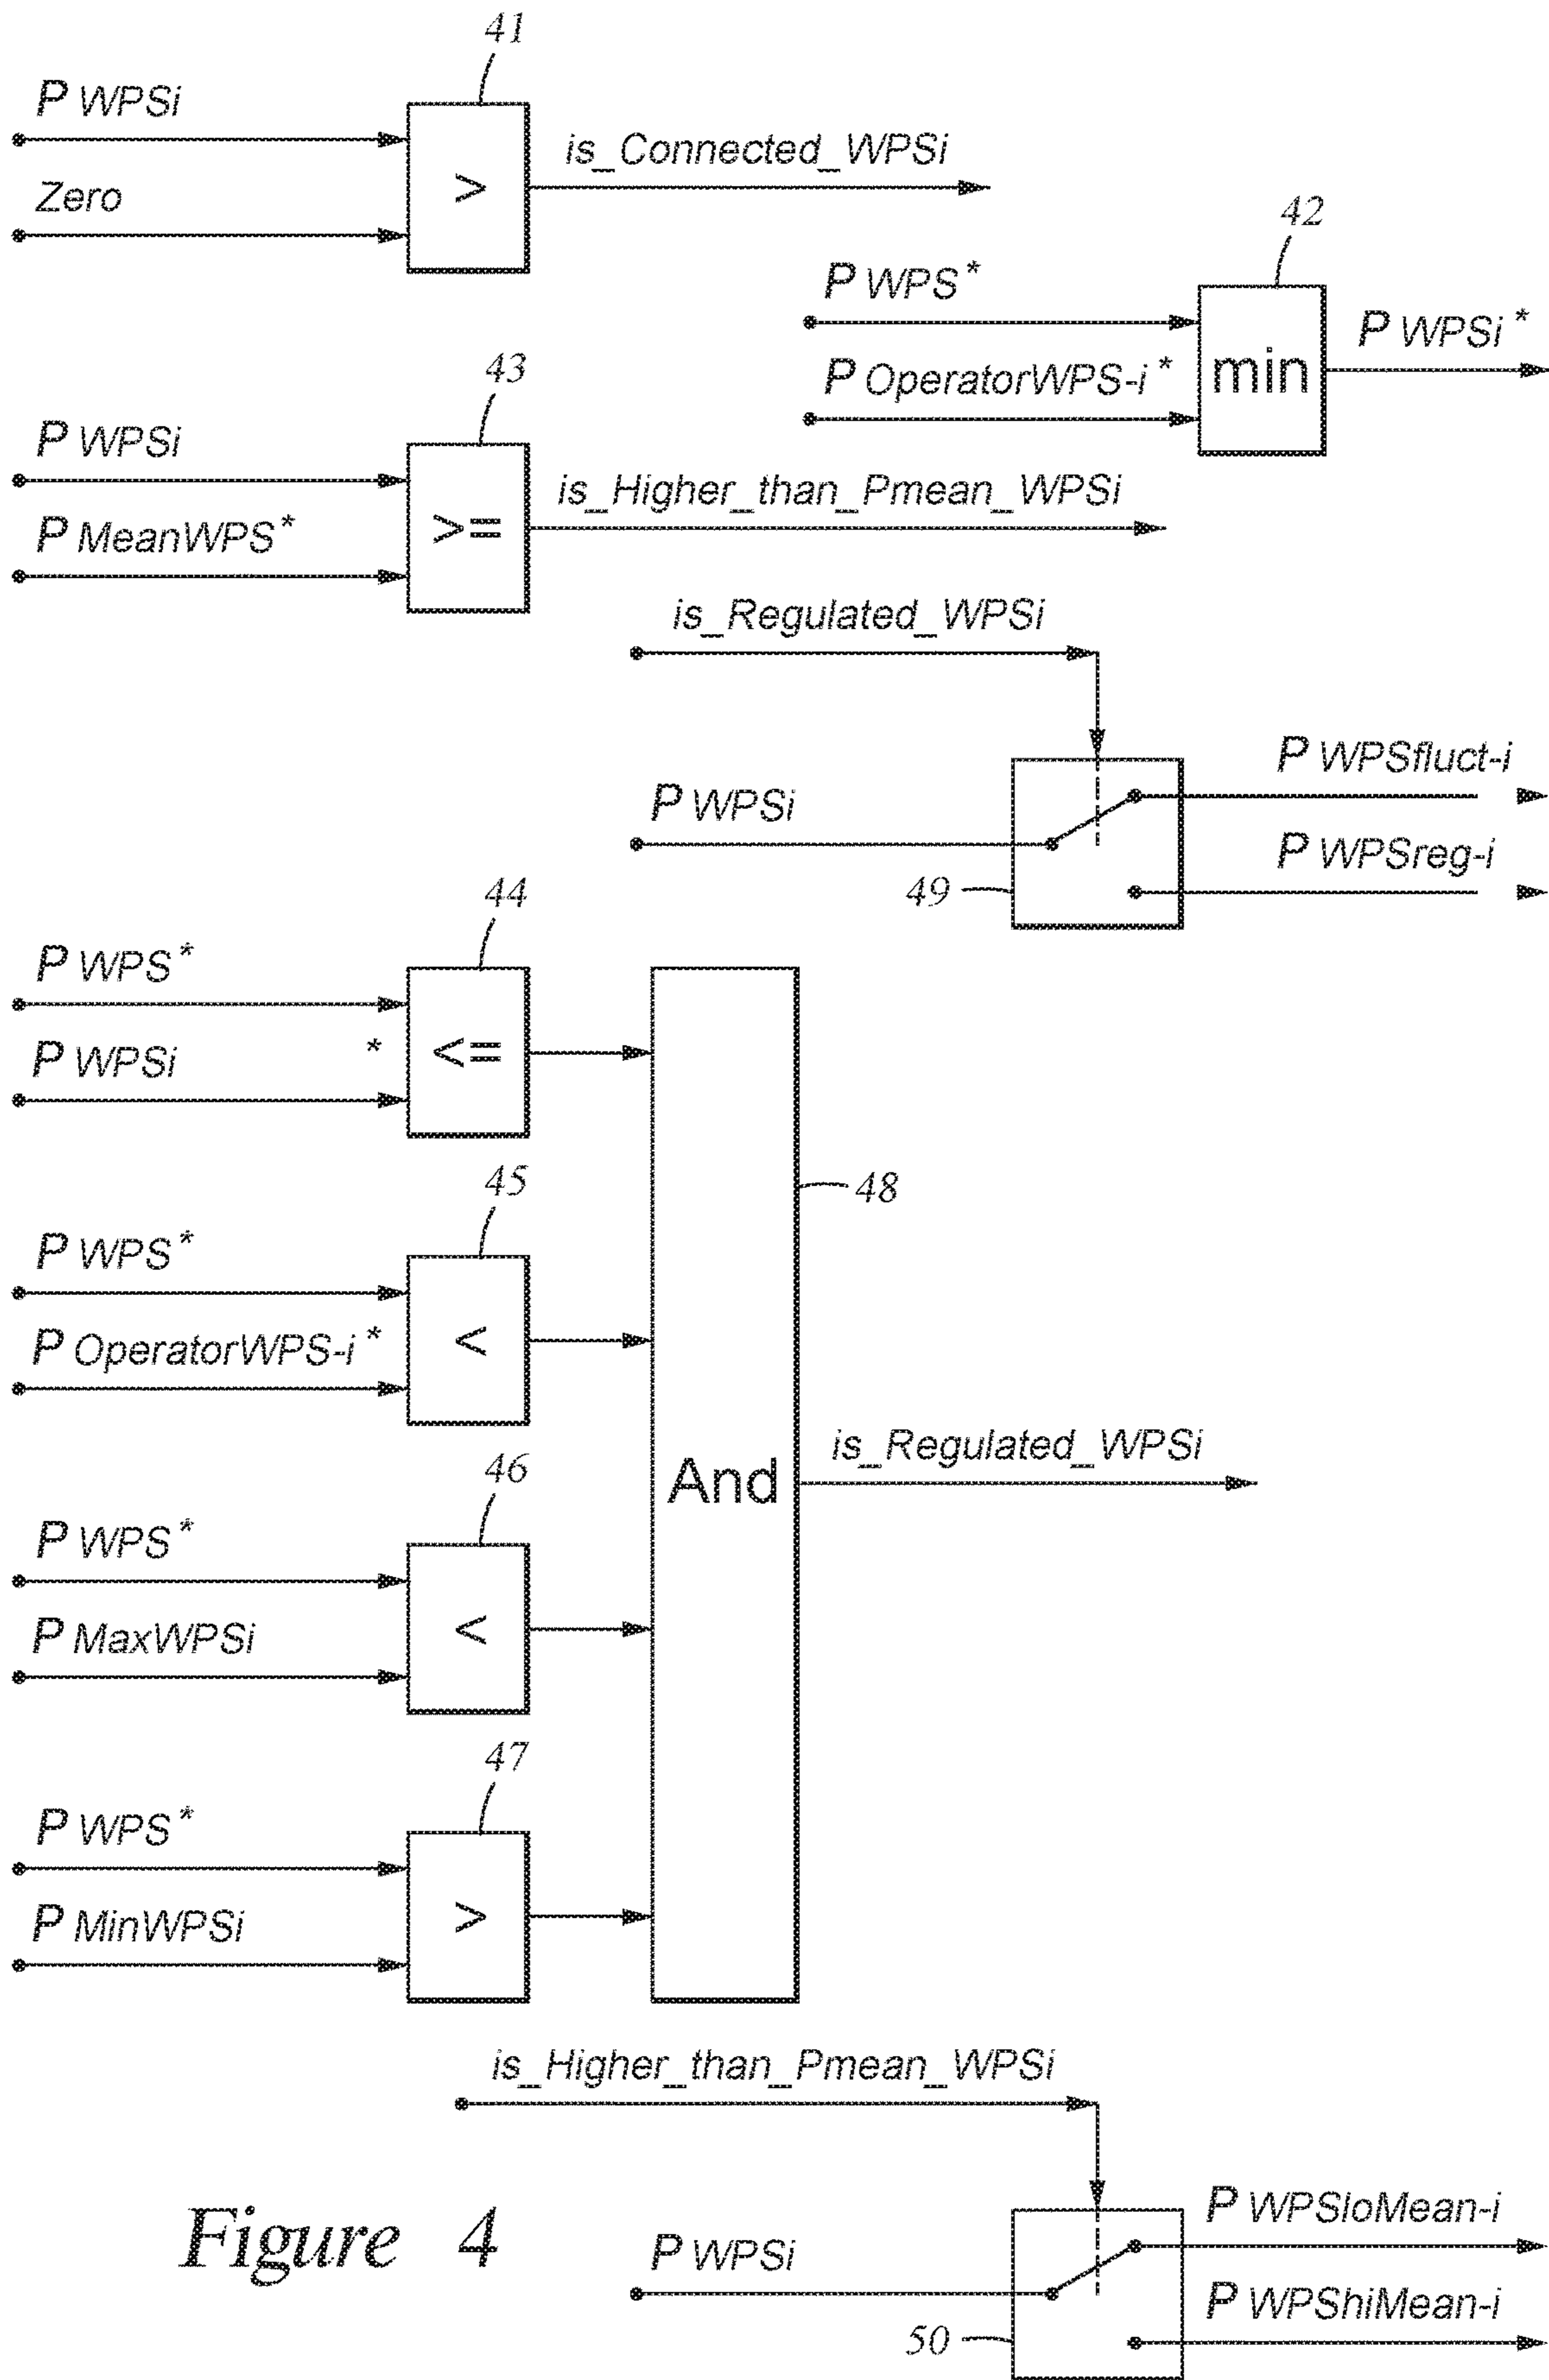 41
P WPSi
Zero
>
is_Connected_WPSi
42
P WPS*
P OperatorWPS-i*
min
P WPSi*
43
P WPSi
P MeanWPS*
>=
is_Higher_than_Pmean_WPSi
is_Regulated_WPSi
P WPSi
49
P WPSfluct-i
P WPSreg-i
44
P WPS*
P WPSi *
<=
45
P WPS*
P OperatorWPS-i*
<
46
P WPS*
P MaxWPSi
<
47
P WPS*
P MinWPSi
>
48
And
is_Regulated_WPSi
is_Higher_than_Pmean_WPSi
P WPSi
50
P WPSloMean-i
P WPShiMean-i
Figure 4